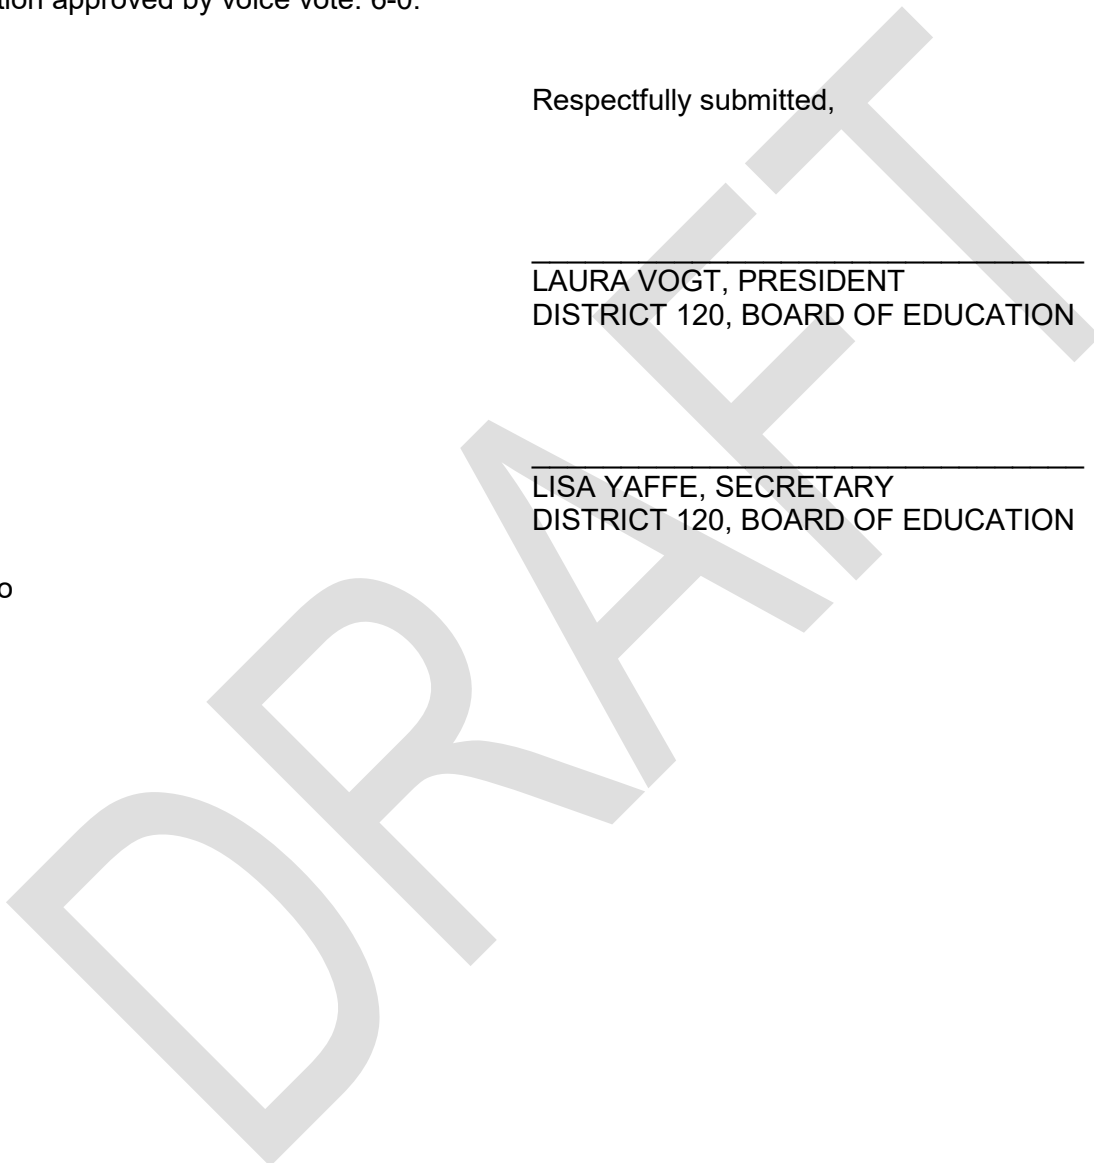 tion approved by voice vote: 6-0.
Respectfully submitted,
LAURA VOGT, PRESIDENT
DISTRICT 120, BOARD OF EDUCATION
LISA YAFFE, SECRETARY
DISTRICT 120, BOARD OF EDUCATION
o
DRAFT